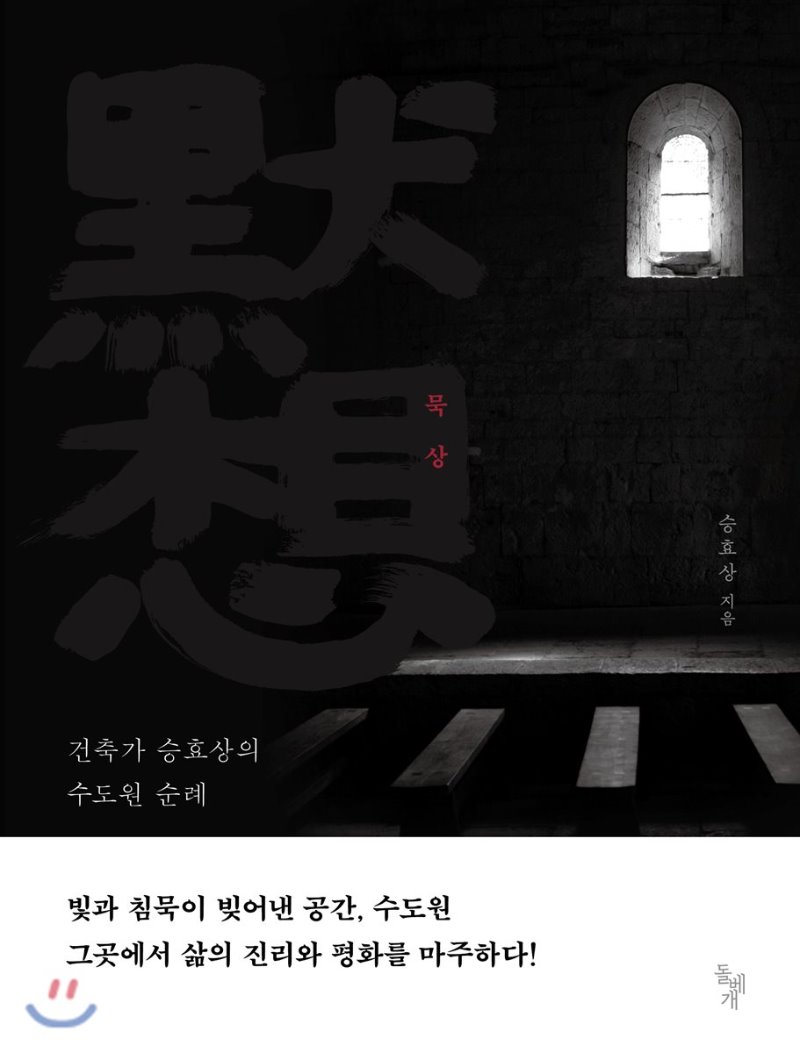 默
想
묵
상
승효상 지음
건축가 승효상의
수도원 순례
빛과 침묵이 빚어낸 공간, 수도원
그곳에서 삶의 진리와 평화를 마주하다!
돌베개